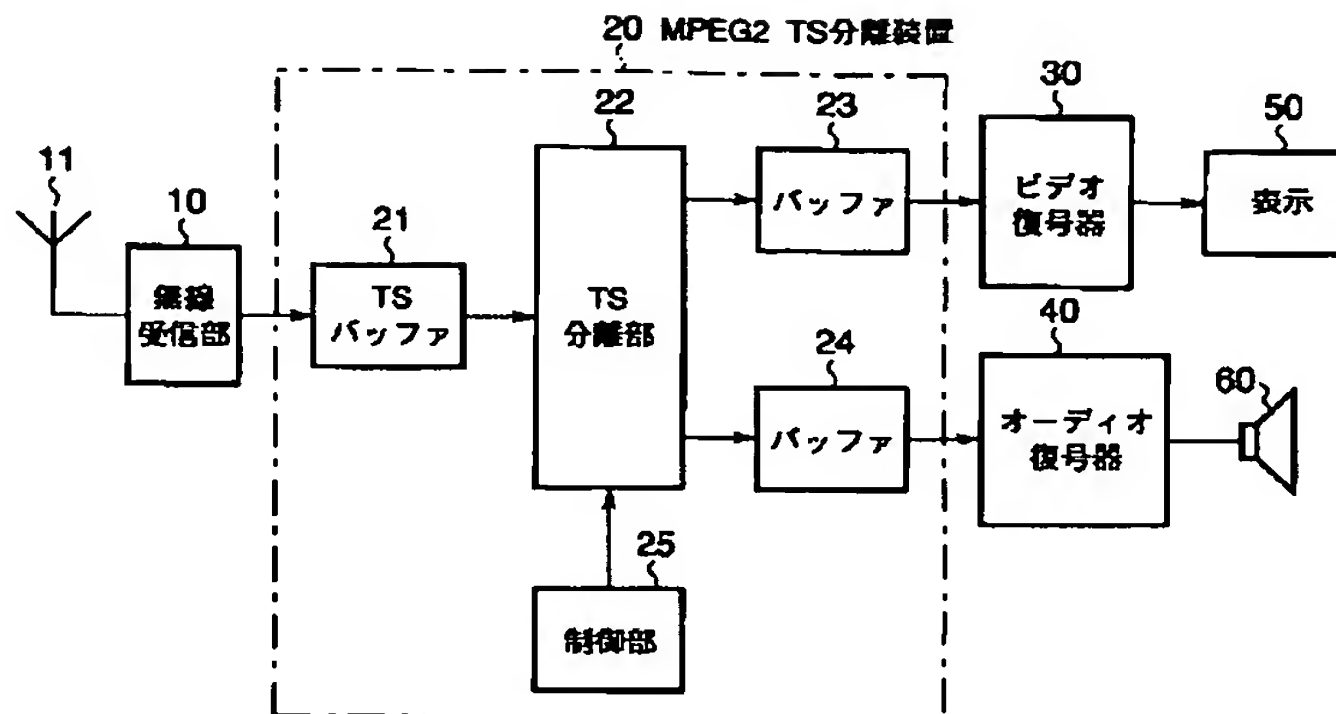 20 MPEG2 TS分離装置
11
10
無線
受信部
21
TS
バッファ
22
TS
分離部
23
バッファ
24
バッファ
25
制御部
30
ビデオ
復号器
40
オーディオ
復号器
50
表示
60